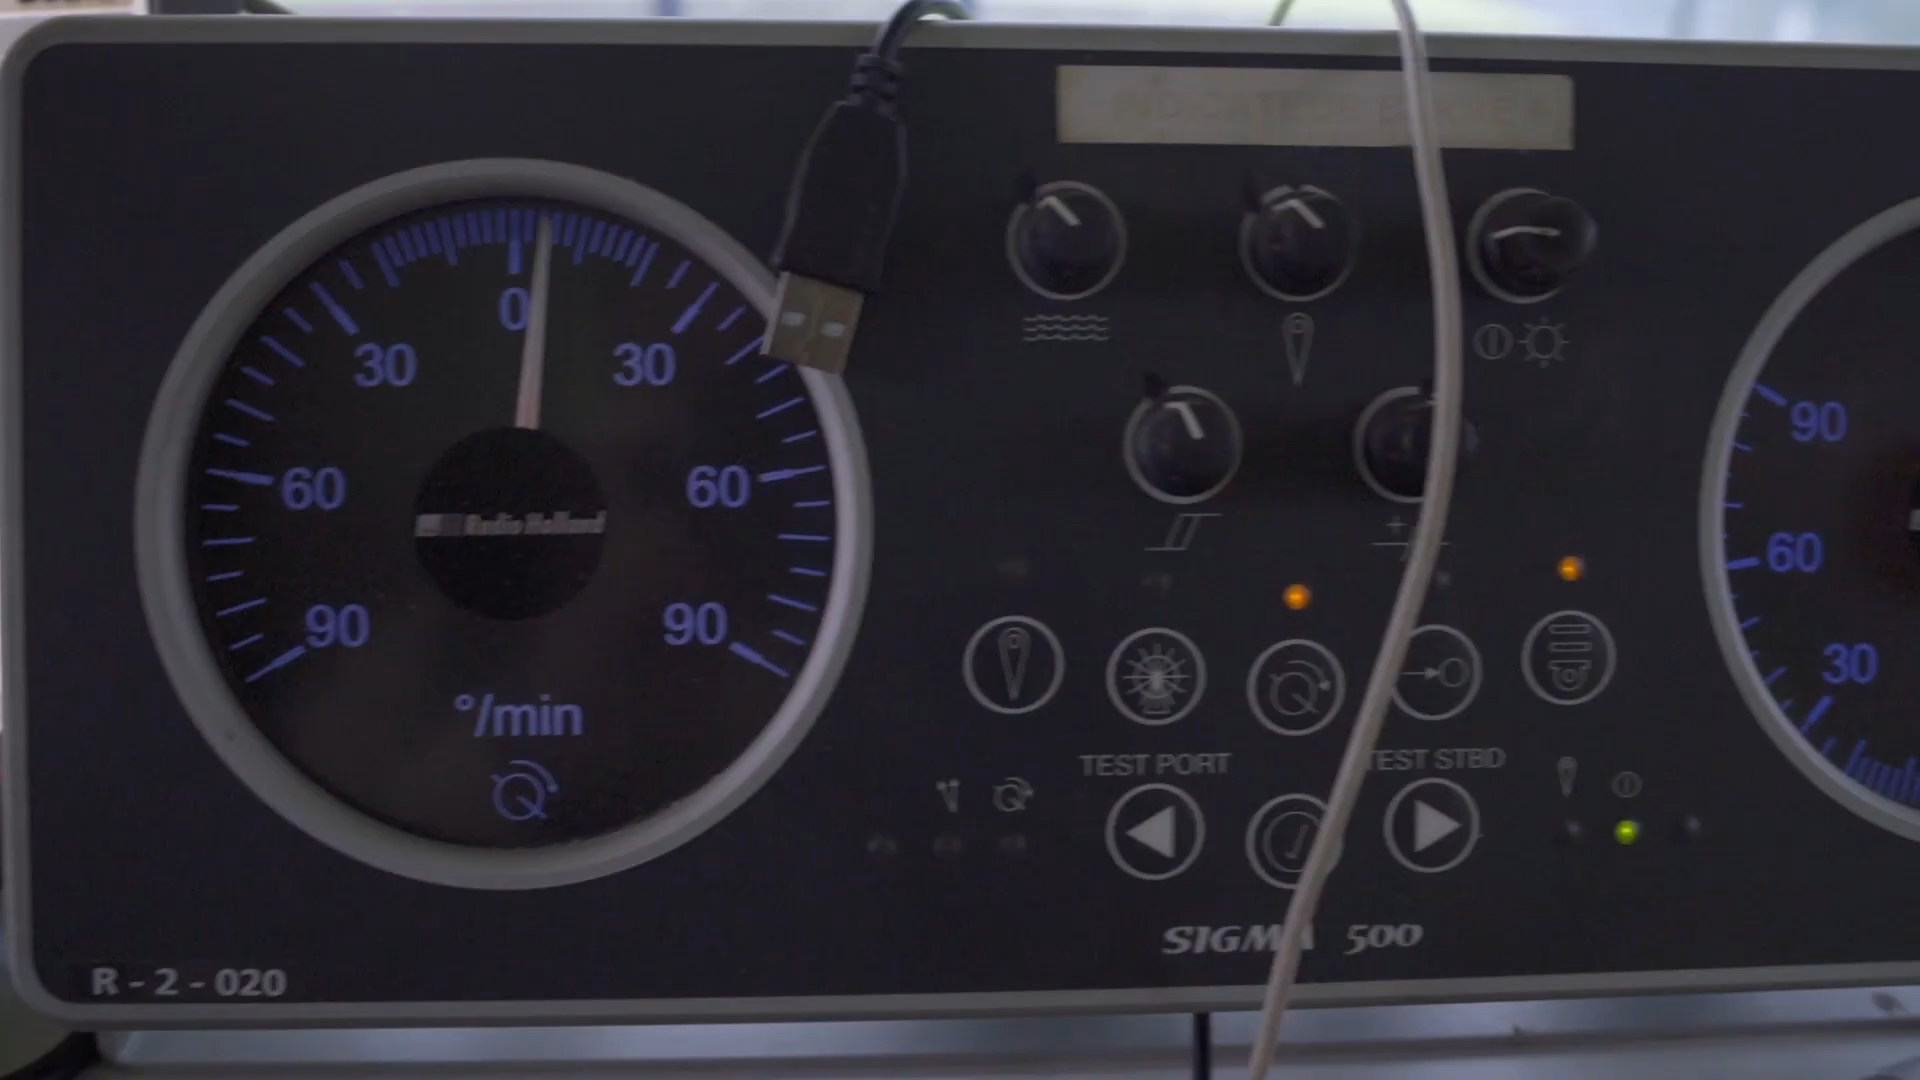 0
30
30
60
60
90
90
°/min
Radio Holland
R - 2 - 020
TEST PORT
TEST STBD
SIGMA 500
90
60
30